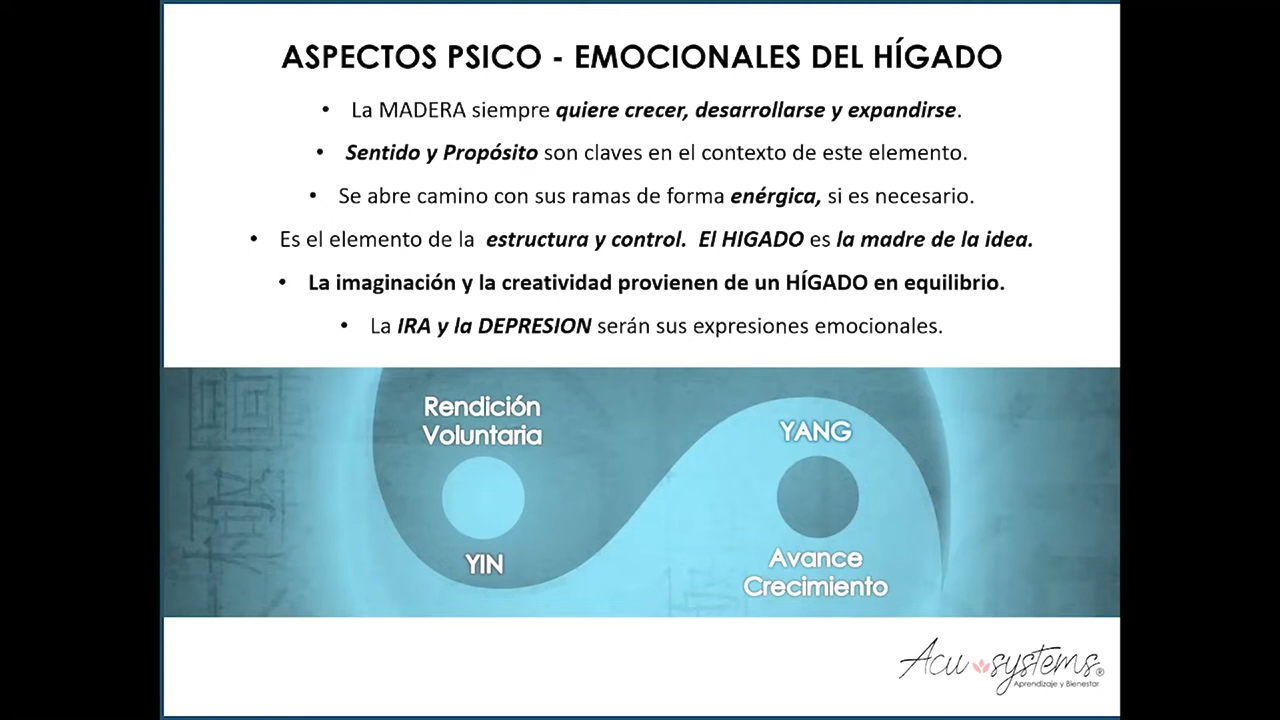 ASPECTOS PSICO - EMOCIONALES DEL HÍGADO
• La MADERA siempre quiere crecer, desarrollarse y expandirse.
• Sentido y Propósito son claves en el contexto de este elemento.
• Se abre camino con sus ramas de forma enérgica, si es necesario.
• Es el elemento de la estructura y control. El HIGADO es la madre de la idea.
• La imaginación y la creatividad provienen de un HÍGADO en equilibrio.
• La IRA y la DEPRESION serán sus expresiones emocionales.
Rendición
Voluntaria
YIN
YANG
Avance
Crecimiento
Acu systems®
Aprendizaje y Bienestar